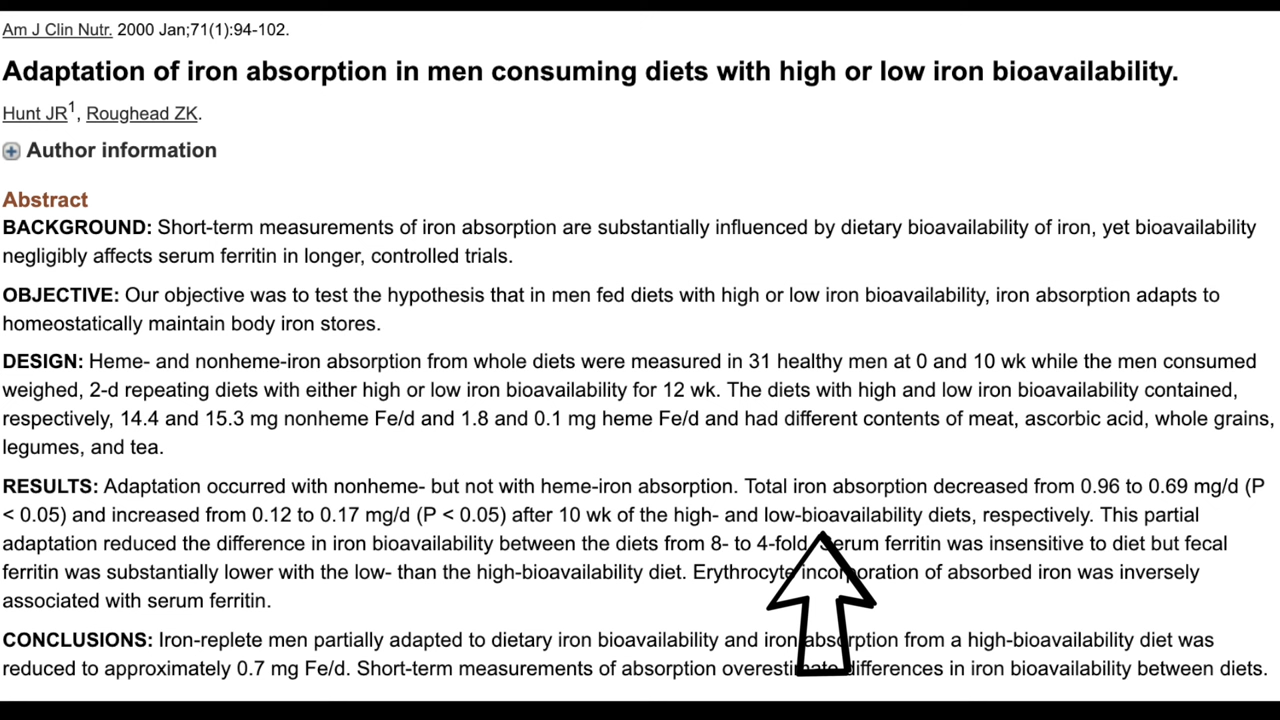 Am J Clin Nutr. 2000 Jan;71(1):94-102.
Adaptation of iron absorption in men consuming diets with high or low iron bioavailability.
Hunt JR1, Roughead ZK.
Author information
Abstract
BACKGROUND: Short-term measurements of iron absorption are substantially influenced by dietary bioavailability of iron, yet bioavailability
negligibly affects serum ferritin in longer, controlled trials.
OBJECTIVE: Our objective was to test the hypothesis that in men fed diets with high or low iron bioavailability, iron absorption adapts to
homeostatically maintain body iron stores.
DESIGN: Heme- and nonheme-iron absorption from whole diets were measured in 31 healthy men at 0 and 10 wk while the men consumed
weighed, 2-d repeating diets with either high or low iron bioavailability for 12 wk. The diets with high and low iron bioavailability contained,
respectively, 14.4 and 15.3 mg nonheme Fe/d and 1.8 and 0.1 mg heme Fe/d and had different contents of meat, ascorbic acid, whole grains,
legumes, and tea.
RESULTS: Adaptation occurred with nonheme- but not with heme-iron absorption. Total iron absorption decreased from 0.96 to 0.69 mg/d (P
< 0.05) and increased from 0.12 to 0.17 mg/d (P < 0.05) after 10 wk of the high- and low-bioavailability diets, respectively. This partial
adaptation reduced the difference in iron bioavailability between the diets from 8- to 4-fold. Serum ferritin was insensitive to diet but fecal
ferritin was substantially lower with the low- than the high-bioavailability diet. Erythrocyte incorporation of absorbed iron was inversely
associated with serum ferritin.
CONCLUSIONS: Iron-replete men partially adapted to dietary iron bioavailability and iron absorption from a high-bioavailability diet was
reduced to approximately 0.7 mg Fe/d. Short-term measurements of absorption overestimate differences in iron bioavailability between diets.